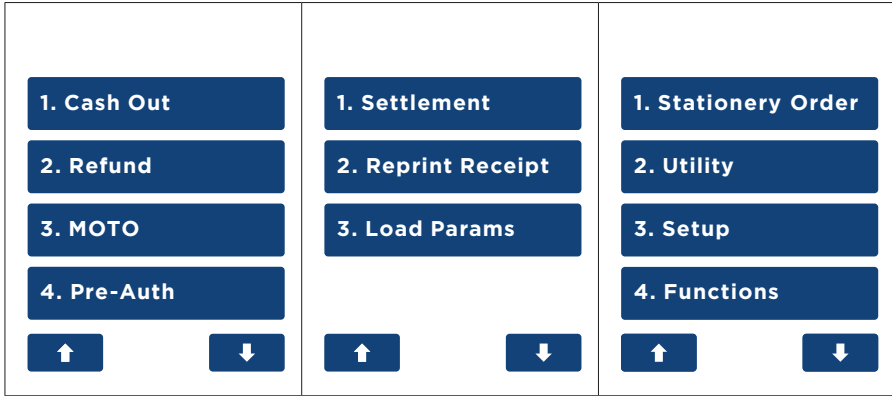 1. Cash Out
2. Refund
3. MOTO
4. Pre-Auth
1. Settlement
2. Reprint Receipt
3. Load Params
1. Stationery Order
2. Utility
3. Setup
4. Functions